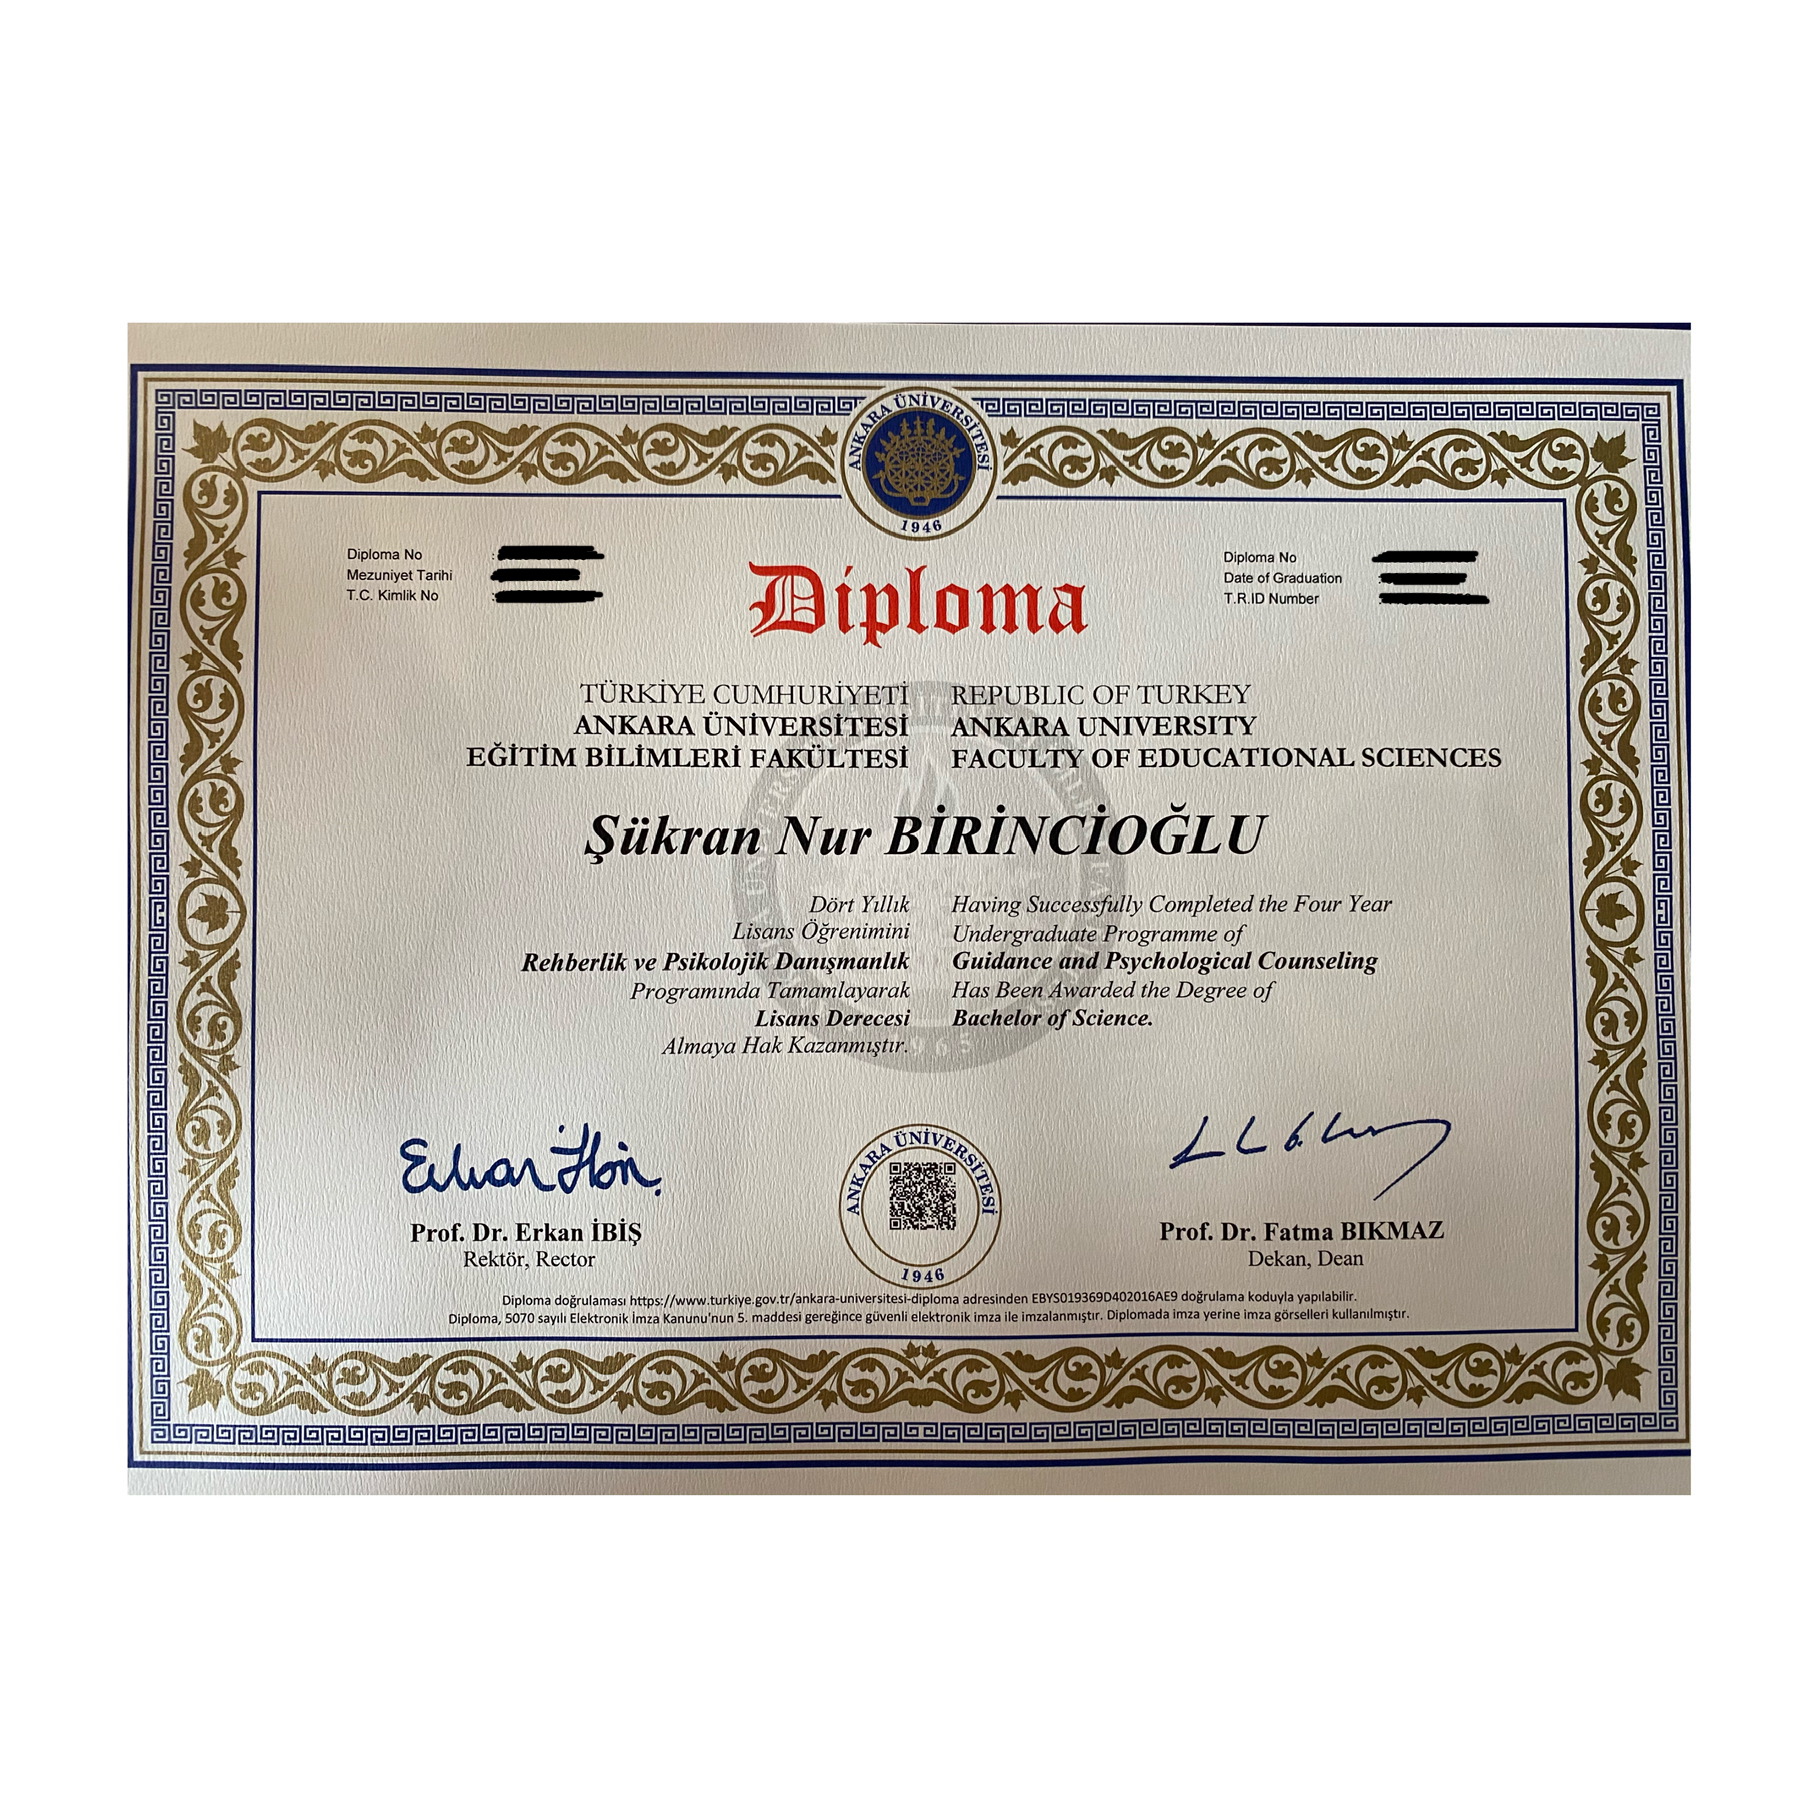 ANKARA ÜNİVERSİTESİ
1946
Diploma No :
Mezuniyet Tarihi
T.C. Kimlik No :
Diploma
Diploma No
Date of Graduation :
T.R.ID Number :
TÜRKİYE CUMHURİYETİ
ANKARA ÜNİVERSİTESİ
EĞİTİM BİLİMLERİ FAKÜLTESİ
REPUBLIC OF TURKEY
ANKARA UNIVERSITY
FACULTY OF EDUCATIONAL SCIENCES
Şükran Nur BİRİNCİOĞLU
Dört Yıllık
Lisans Öğrenimini
Rehberlik ve Psikolojik Danışmanlık
Programında Tamamlayarak
Lisans Derecesi
Almaya Hak Kazanmıştır.
Having Successfully Completed the Four Year
Undergraduate Programme of
Guidance and Psychological Counseling
Has Been Awarded the Degree of
Bachelor of Science.
1965
Prof. Dr. Erkan İBİŞ
Rektör, Rector
ANKARA ÜNİVERSİTESİ
1946
Prof. Dr. Fatma BIKMAZ
Dekan, Dean
Diploma doğrulaması https://www.turkiye.gov.tr/ankara-universitesi-diploma adresinden EBYS019369D402016AE9 doğrulama koduyla yapılabilir.
Diploma, 5070 sayılı Elektronik İmza Kanunu'nun 5. maddesi gereğince güvenli elektronik imza ile imzalanmıştır. Diplomada imza yerine imza görselleri kullanılmıştır.